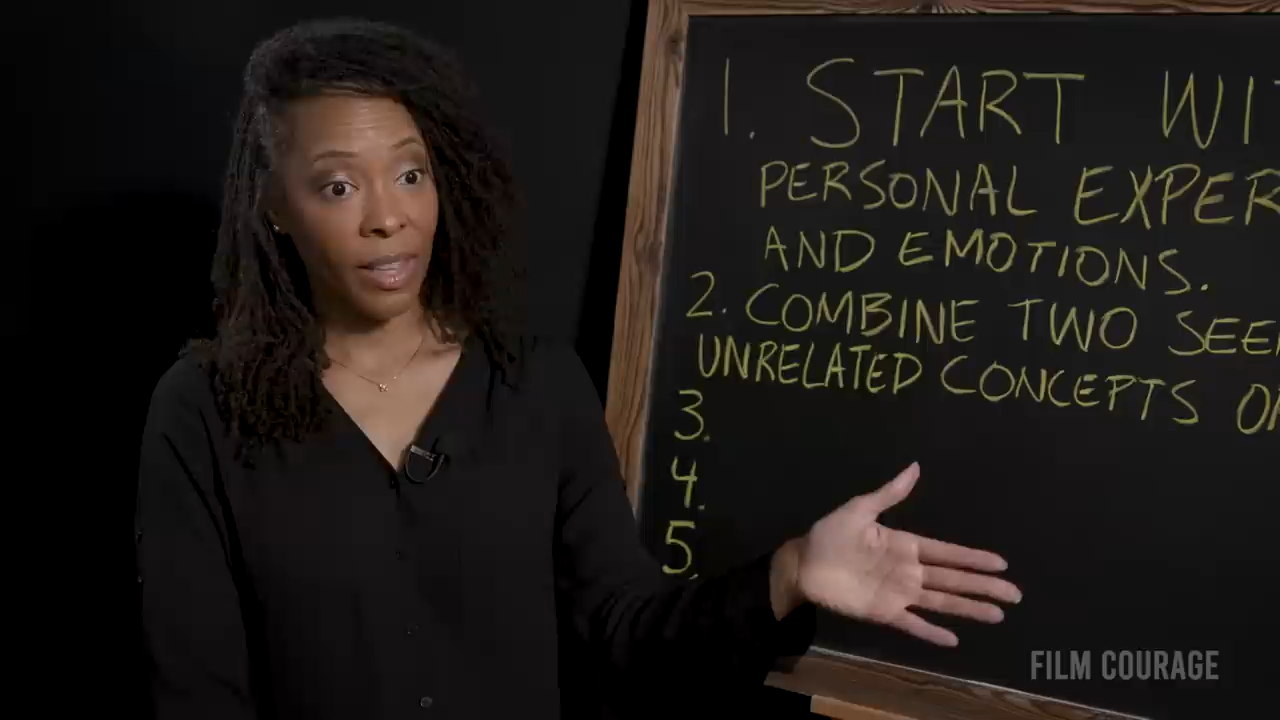 1. START WI
PERSONAL EXPER
AND EMOTIONS.
2. COMBINE TWO SEE
UNRELATED CONCEPTS O
3.
4.
5.
FILM COURAGE